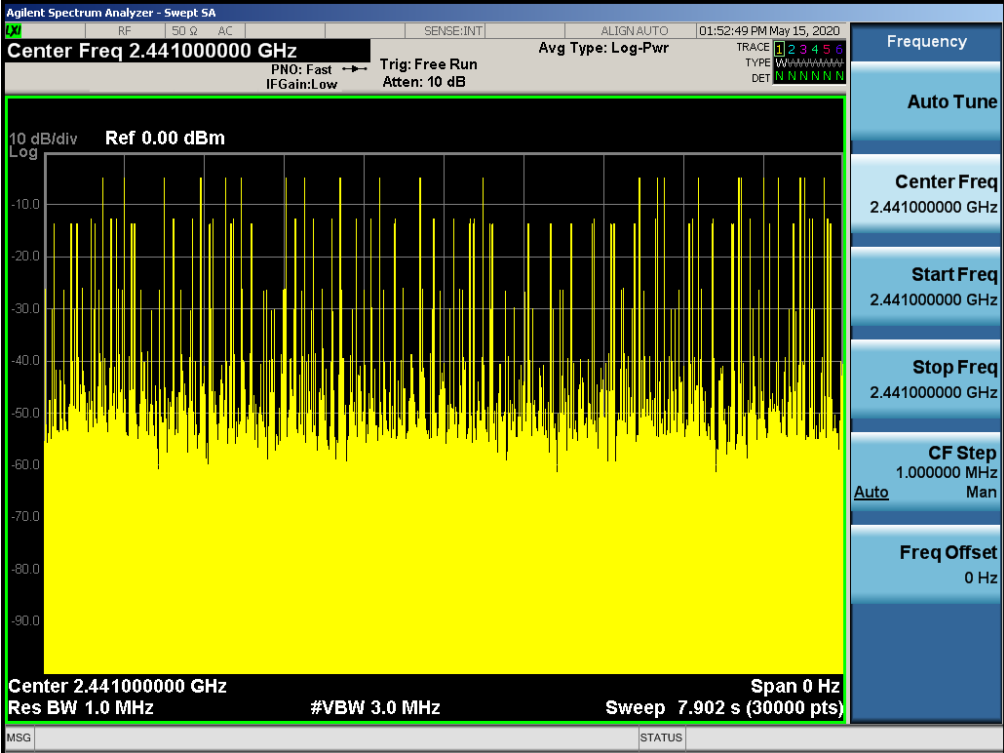 Agilent Spectrum Analyzer - Swept SA
LXI RF 50 Ω AC SENSE:INT ALIGN AUTO 01:52:49 PM May 15, 2020
Center Freq 2.441000000 GHz Avg Type: Log-Pwr TRACE 1 2 3 4 5 6
PNO: Fast Trig: Free Run TYPE W
IFGain:Low Atten: 10 dB DET N N N N N N
10 dB/div Ref 0.00 dBm
Log
-10.0
-20.0
-30.0
-40.0
-50.0
-60.0
-70.0
-80.0
-90.0
Center 2.441000000 GHz Span 0 Hz
Res BW 1.0 MHz #VBW 3.0 MHz Sweep 7.902 s (30000 pts)
MSG STATUS
Frequency
Auto Tune
Center Freq
2.441000000 GHz
Start Freq
2.441000000 GHz
Stop Freq
2.441000000 GHz
CF Step
1.000000 MHz
Auto Man
Freq Offset
0 Hz